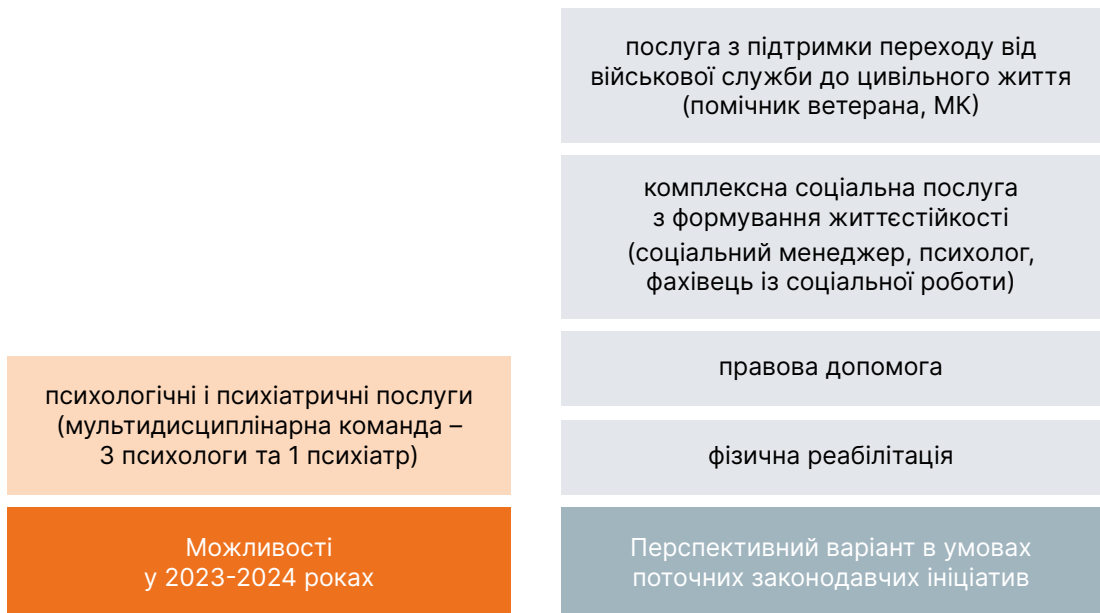 послуга з підтримки переходу від
військової служби до цивільного життя
(помічник ветерана, МК)
комплексна соціальна послуга
з формування життєстійкості
(соціальний менеджер, психолог,
фахівець із соціальної роботи)
правова допомога
психологічні і психіатричні послуги
(мультидисциплінарна команда –
3 психологи та 1 психіатр)
фізична реабілітація
Можливості
у 2023-2024 роках
Перспективний варіант в умовах
поточних законодавчих ініціатив